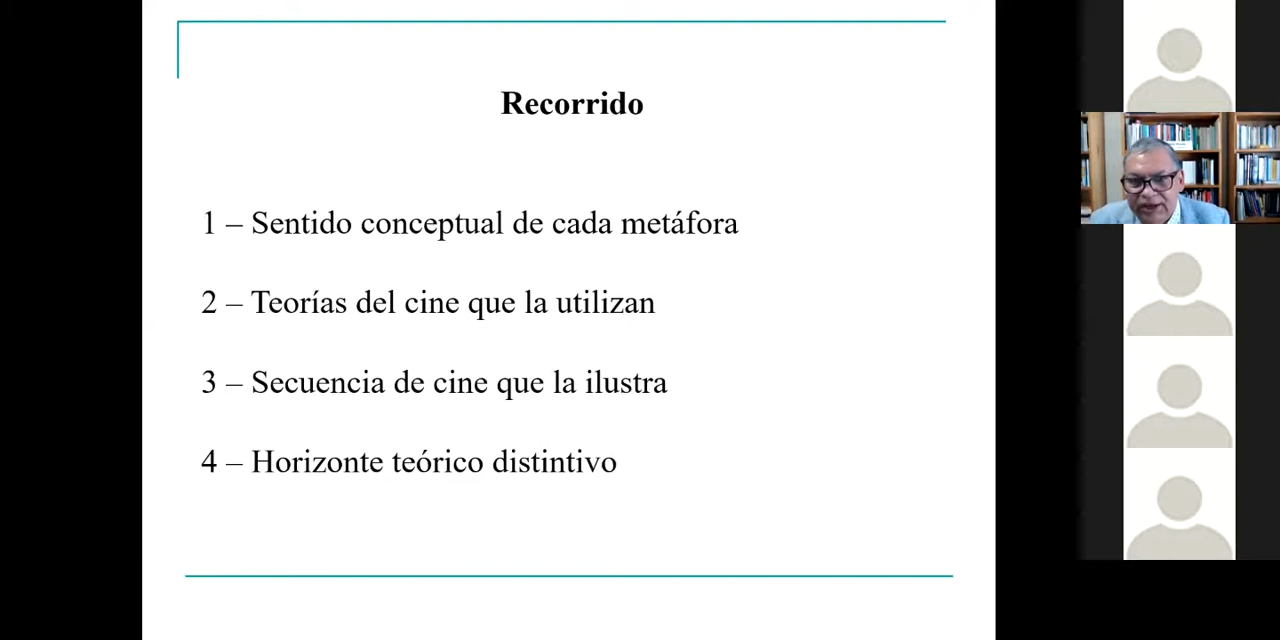 Recorrido
1 – Sentido conceptual de cada metáfora
2 – Teorías del cine que la utilizan
3 – Secuencia de cine que la ilustra
4 – Horizonte teórico distintivo